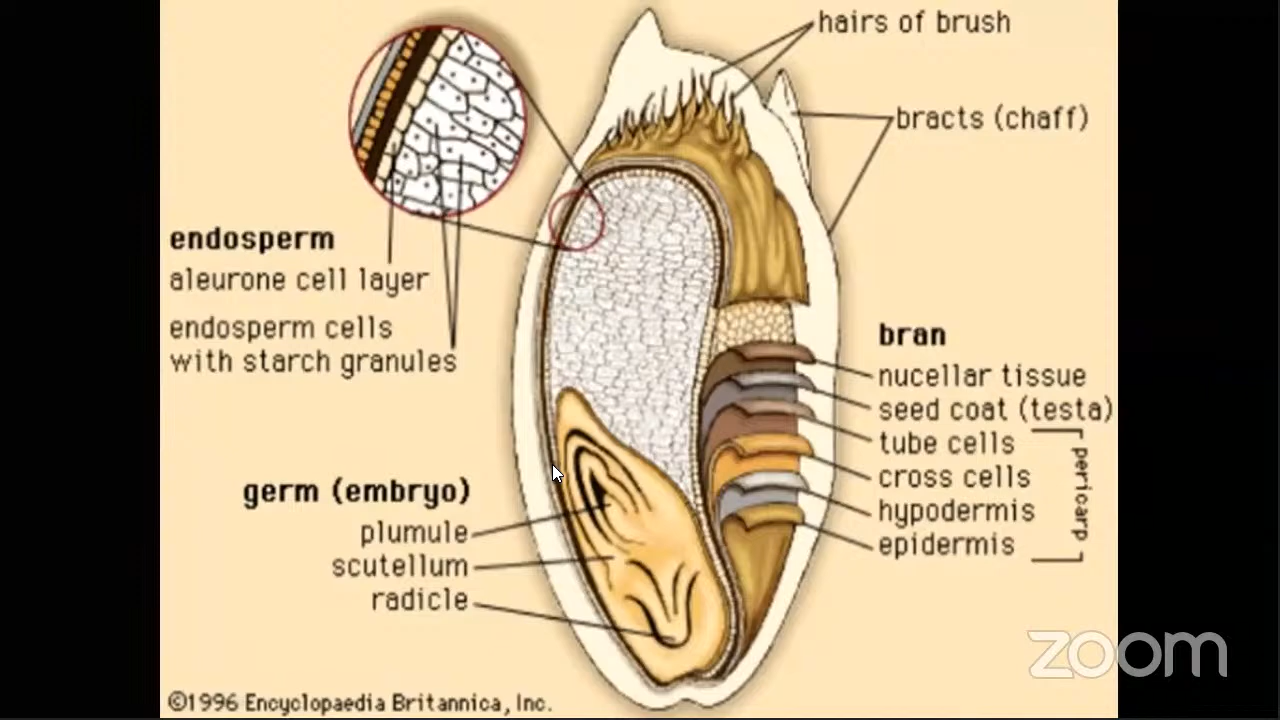 hairs of brush
bracts (chaff)
endosperm
aleurone cell layer
endosperm cells
with starch granules
bran
nucellar tissue
seed coat (testa)
tube cells
cross cells
hypodermis
epidermis
pericarp
germ (embryo)
plumule
scutellum
radicle
©1996 Encyclopaedia Britannica, Inc.
zoom